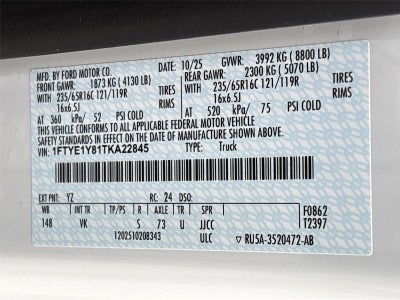 MFD. BY FORD MOTOR CO. DATE: 10/25 GVWR: 3992 KG ( 8800 LB)
FRONT GAWR: 1873 KG ( 4130 LB) REAR GAWR: 2300 KG ( 5070 LB)
WITH 235/65R16C 121/119R TIRES WITH 235/65R16C 121/119R TIRES
16x6.5J RIMS 16x6.5J RIMS
AT 360 kPa/ 52 PSI COLD AT 520 kPa/ 75 PSI COLD
THIS VEHICLE CONFORMS TO ALL APPLICABLE FEDERAL MOTOR VEHICLE SAFETY STANDARDS IN
EFFECT ON THE DATE OF MANUFACTURE SHOWN ABOVE.
VIN: 1FTYE1Y81TKA22845 TYPE: Truck
EXT PNT: YZ RC: 24 DSO:
WB BRK INT TR TP/PS R AXLE TR SPR F0862
148 VK S 73 U JJCC T2397
1202510208343 ULC RU5A-3520472-AB